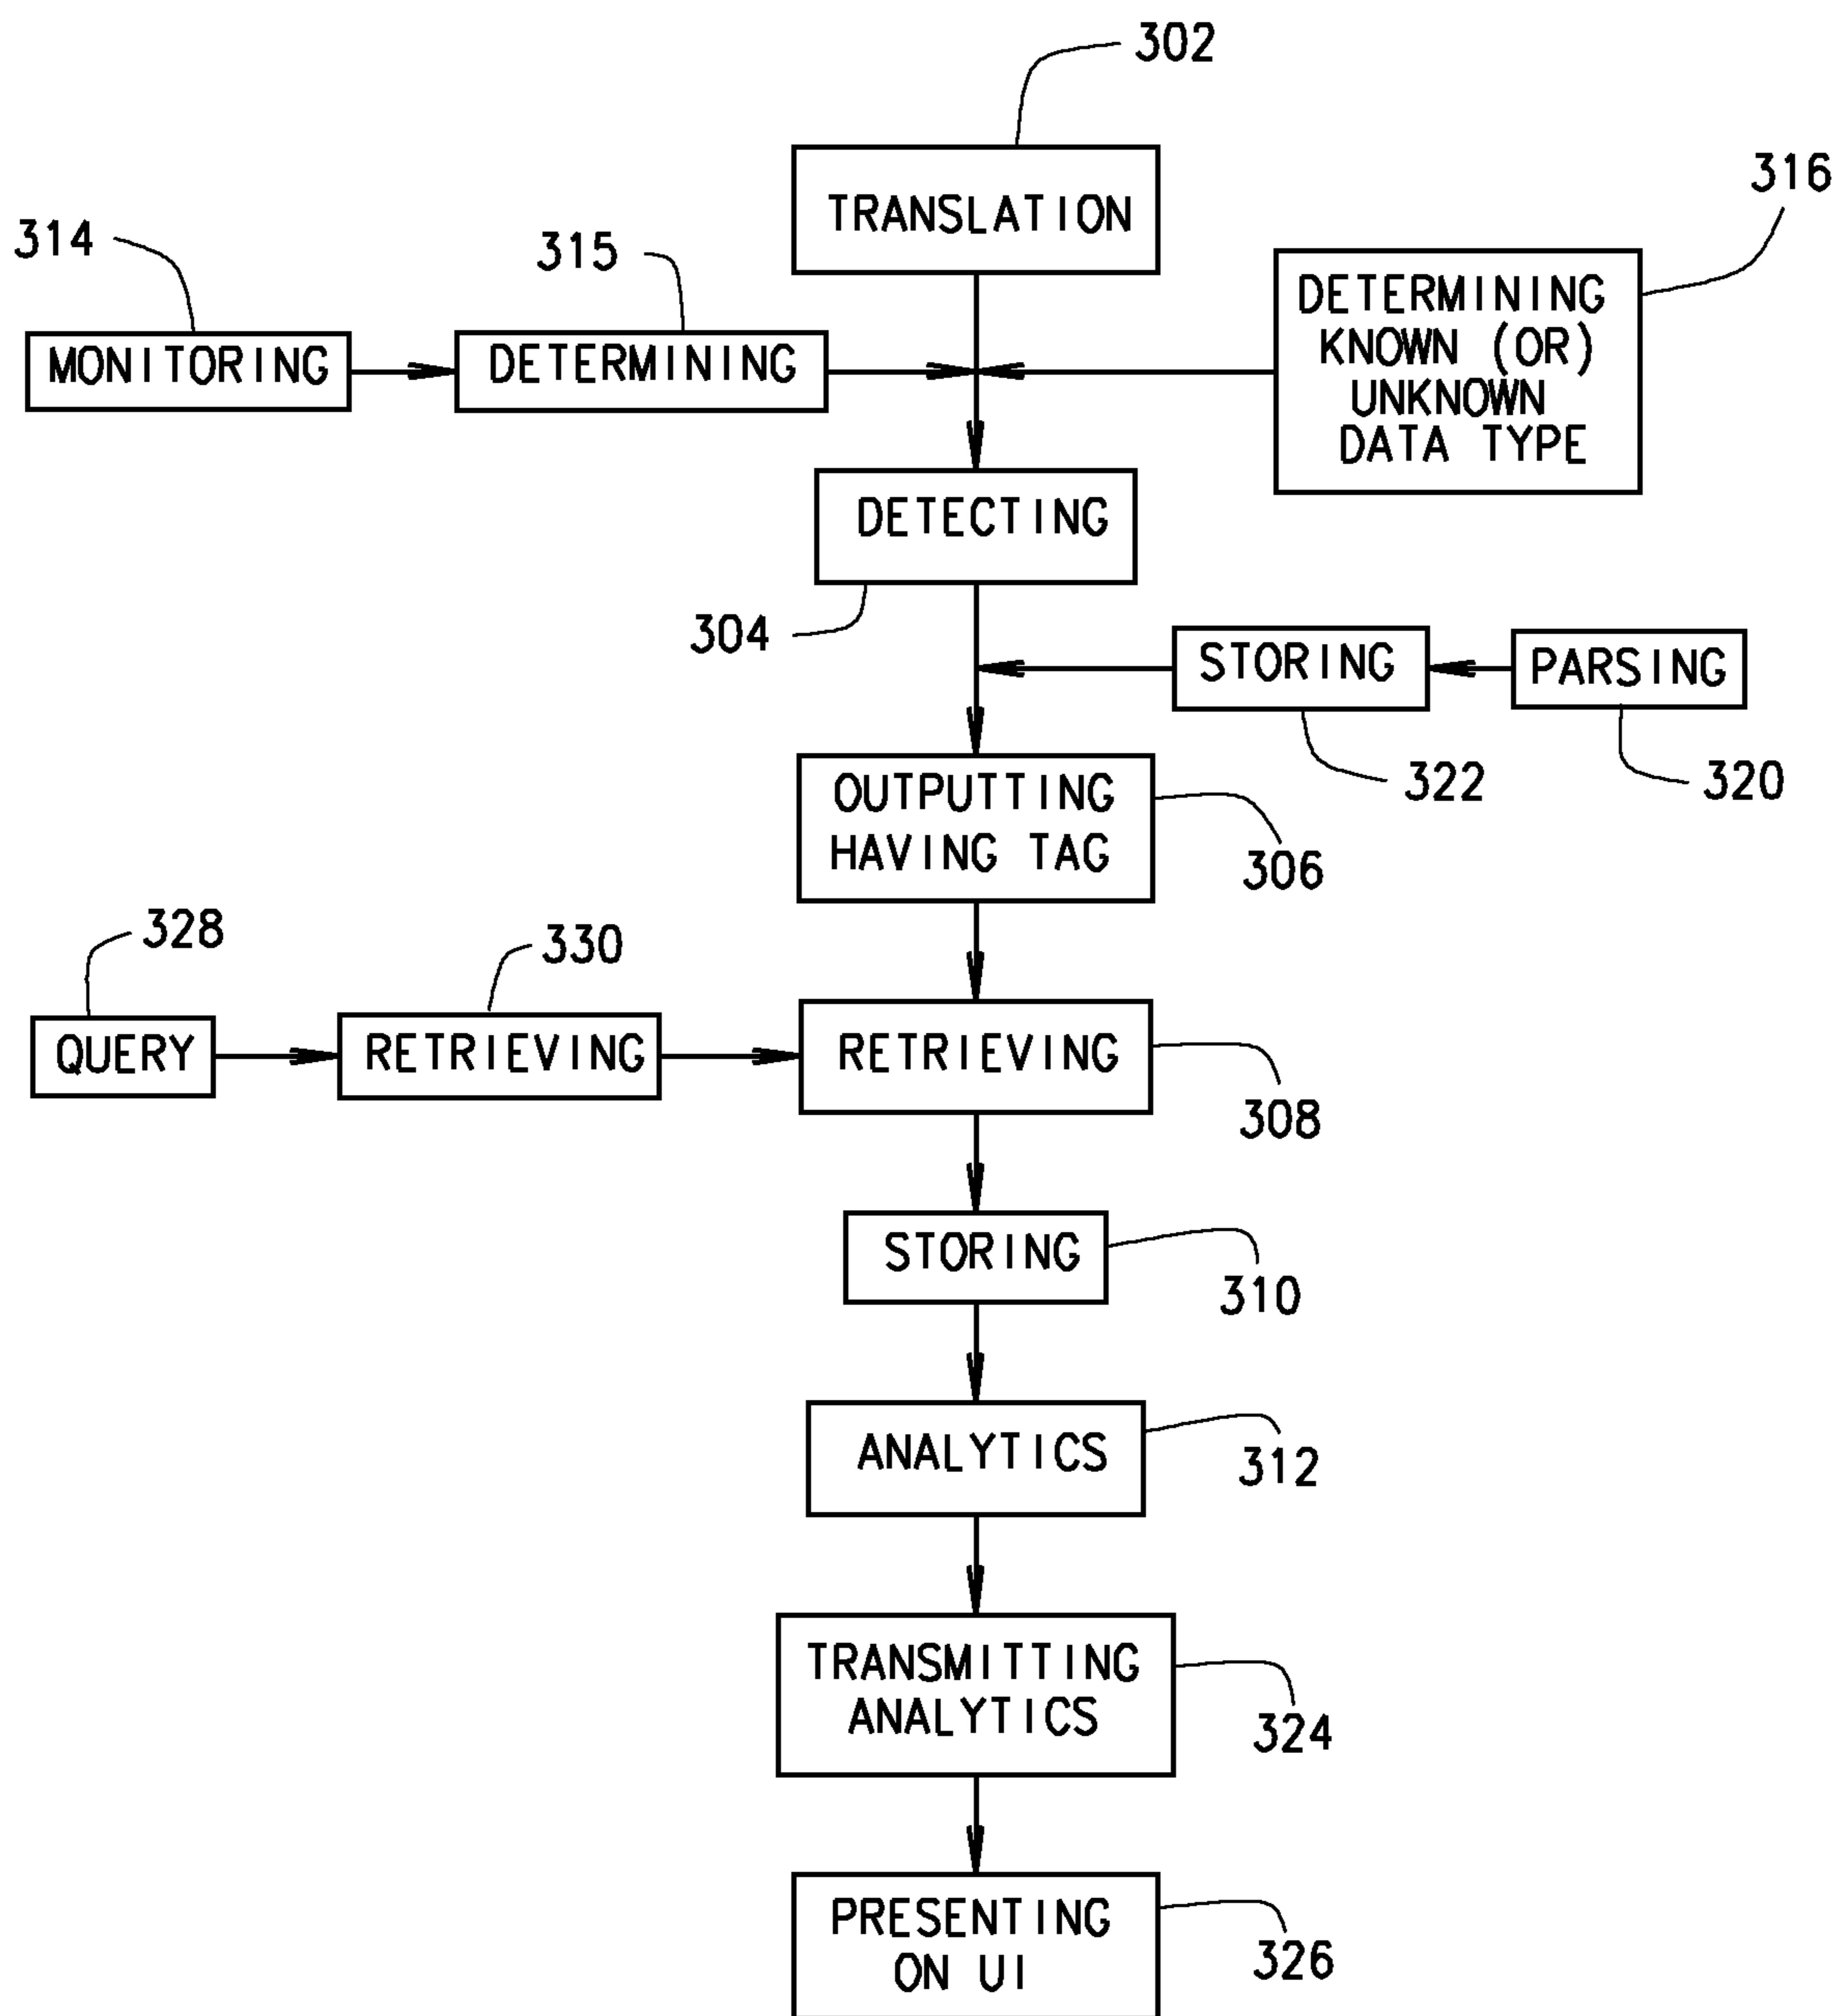 302
TRANSLATION
316
314
315
DETERMINING
KNOWN (OR)
UNKNOWN
DATA TYPE
MONITORING
DETERMINING
DETECTING
304
STORING
PARSING
322
320
OUTPUTTING
HAVING TAG
306
328
330
QUERY
RETRIEVING
RETRIEVING
308
STORING
310
ANALYTICS
312
TRANSMITTING
ANALYTICS
324
PRESENTING
ON UI
326